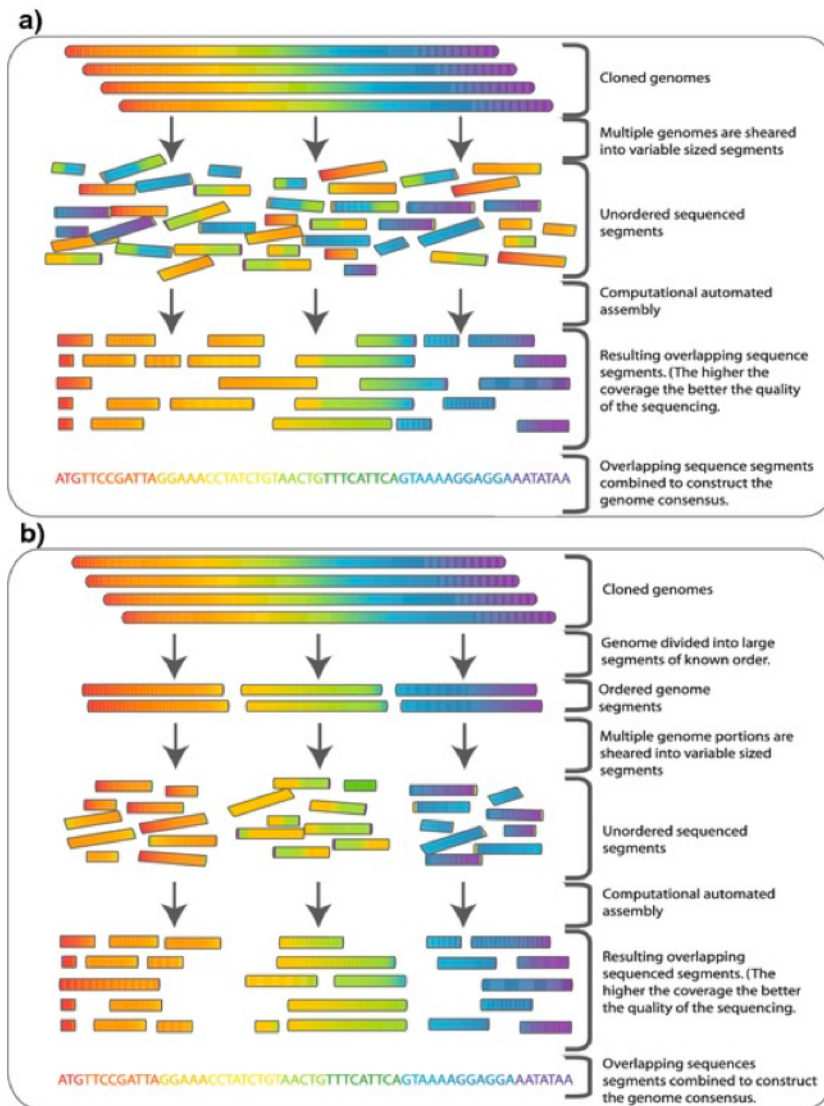 a)
Cloned genomes
Multiple genomes are sheared
into variable sized segments
Unordered sequenced
segments
Computational automated
assembly
Resulting overlapping sequence
segments. (The higher the
coverage the better the quality
of the sequencing.
ATGTTCCGATTAGGAAACCTATCTGTAACTGTTTCATTCAGTAAAAGGAGGAAATATAA
Overlapping sequence segments
combined to construct the
genome consensus.
b)
Cloned genomes
Genome divided into large
segments of known order.
Ordered genome
segments
Multiple genome portions are
sheared into variable sized
segments
Unordered sequenced
segments
Computational automated
assembly
Resulting overlapping
sequenced segments. (The
higher the coverage the better
the quality of the sequencing.
ATGTTCCGATTAGGAAACCTATCTGTAACTGTTTCATTCAGTAAAAGGAGGAAATATAA
Overlapping sequences
segments combined to construct
the genome consensus.